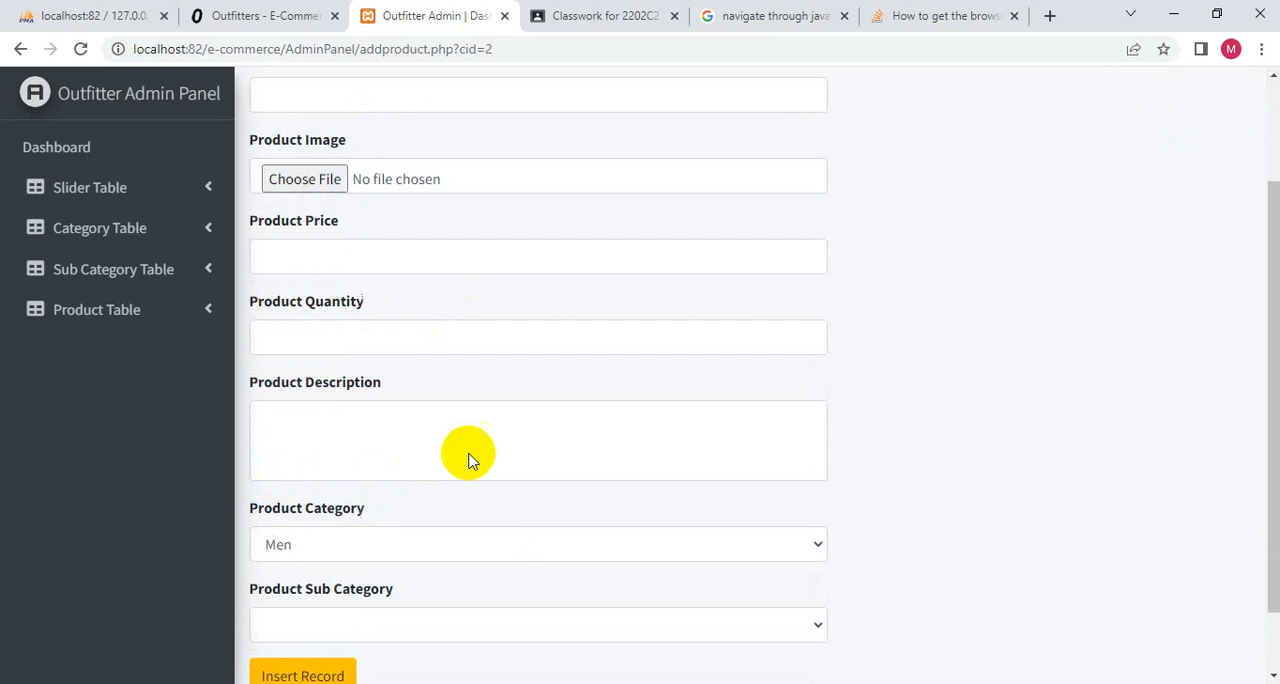 localhost:82 / 127.0.0.
Outfitters - E-Commer
Outfitter Admin | Das
Classwork for 2202C2
navigate through java
How to get the brows
localhost:82/e-commerce/AdminPanel/addproduct.php?cid=2
M
Outfitter Admin Panel
Dashboard
Slider Table
Category Table
Sub Category Table
Product Table
Product Image
Choose File No file chosen
Product Price
Product Quantity
Product Description
Product Category
Men
Product Sub Category
Insert Record